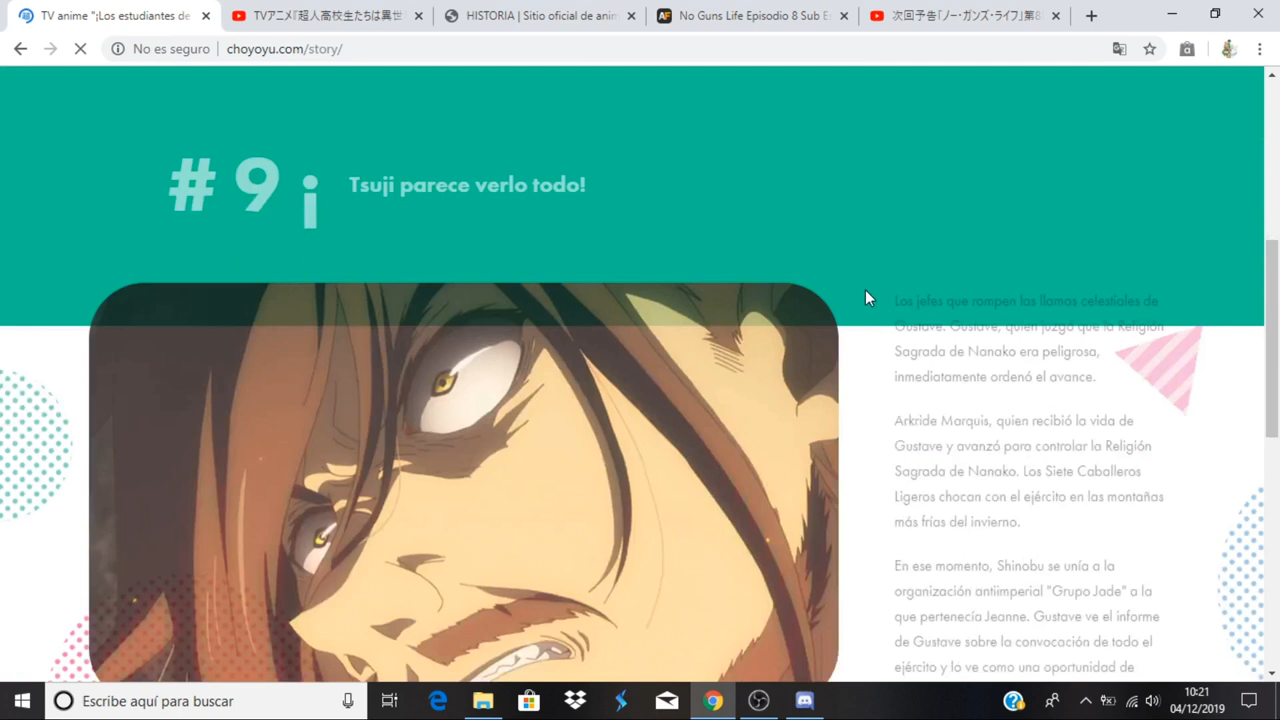 TV anime "¡Los estudiantes de
TVアニメ『超人高校生たちは異世
HISTORIA | Sitio oficial de anim
No Guns Life Episodio 8 Sub Es
次回予告「ノー・ガンズ・ライフ」第8
No es seguro
choyoyu.com/story/
# 9 ¡
Tsuji parece verlo todo!
Los jefes que rompen las llamas celestiales de
Gustave. Gustave, quien juzgó que la Religión
Sagrada de Nanako era peligrosa,
inmediatamente ordenó el avance.
Arkride Marquis, quien recibió la vida de
Gustave y avanzó para controlar la Religión
Sagrada de Nanako. Los Siete Caballeros
Ligeros chocan con el ejército en las montañas
más frías del invierno.
En ese momento, Shinobu se unía a la
organización antiimperial "Grupo Jade" a la
que pertenecía Jeanne. Gustave ve el informe
de Gustave sobre la convocación de todo el
ejército y lo ve como una oportunidad de
Escribe aquí para buscar
10:21
04/12/2019